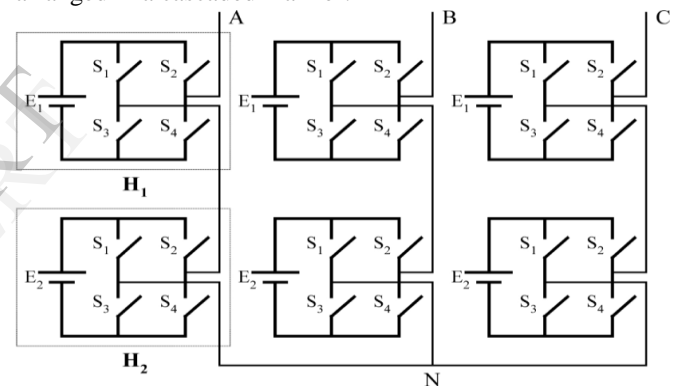 A B C
S1 S2 S1 S2 S1 S2
E1 E1 E1
S3 S4 S3 S4 S3 S4
H1
S1 S2 S1 S2 S1 S2
E2 E2 E2
S3 S4 S3 S4 S3 S4
H2
N